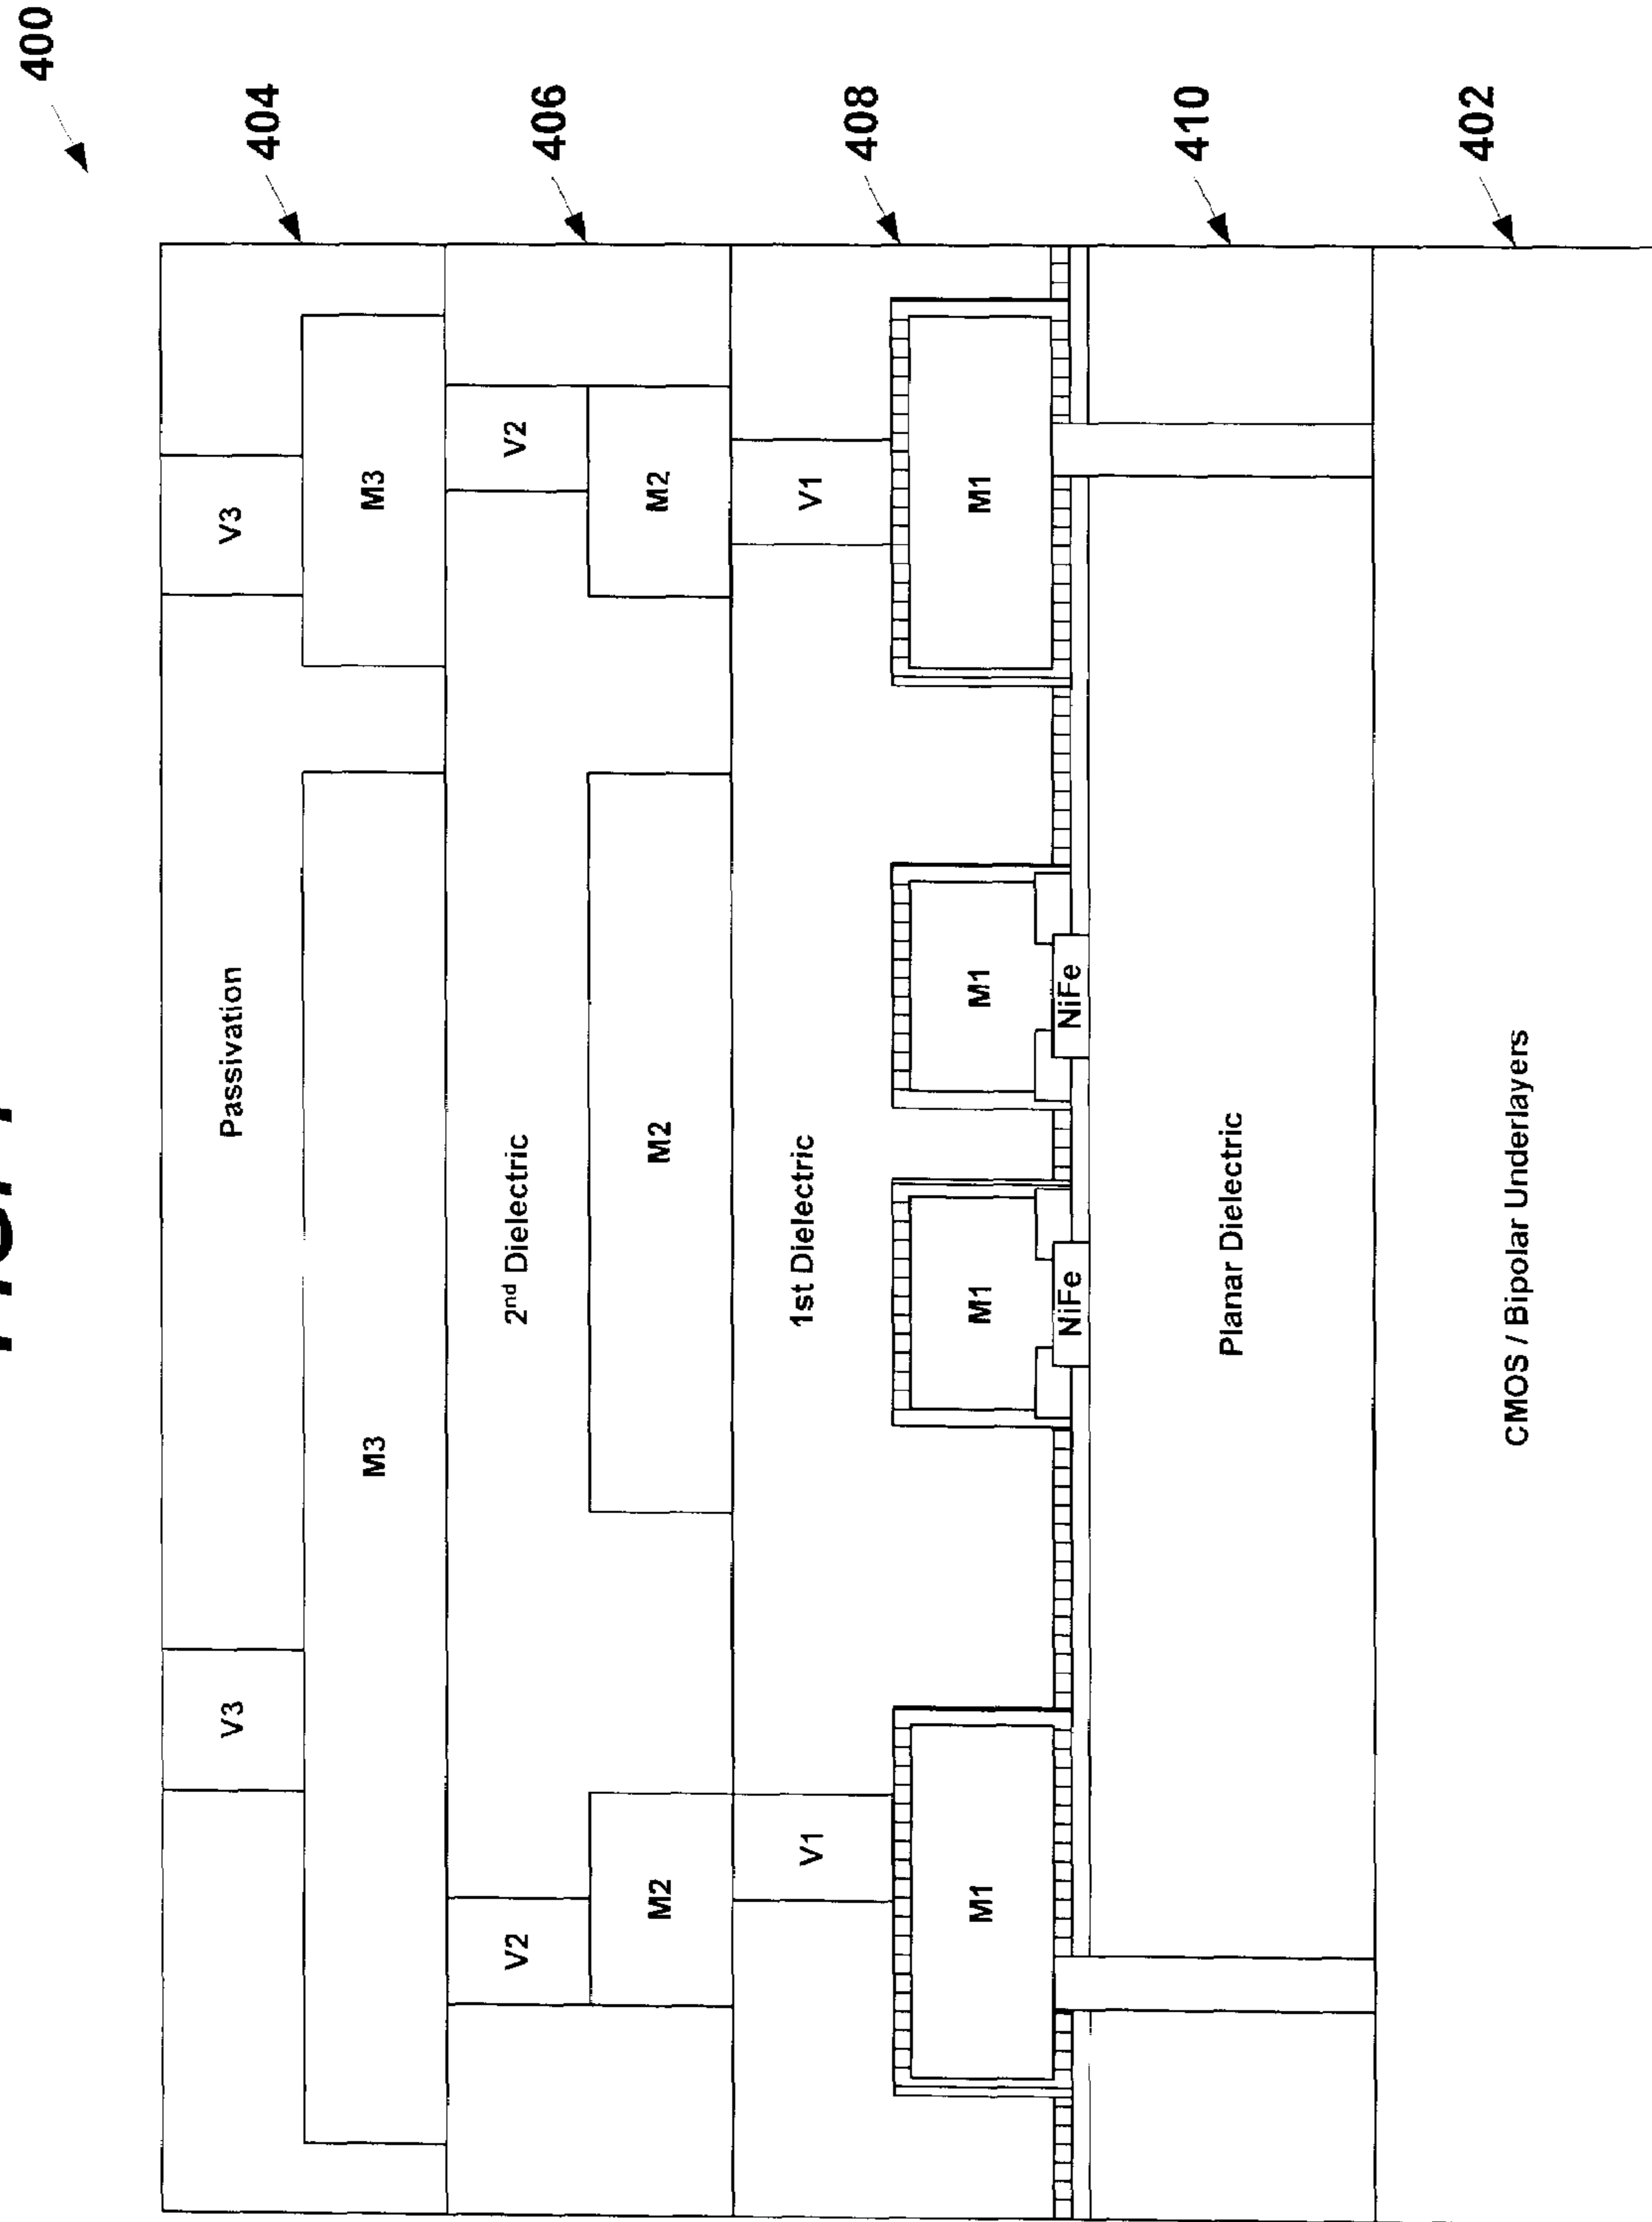 400
V3
Passivation
V3
404
M3
M3
V2
2nd Dielectric
V2
406
M2
M2
M2
V1
1st Dielectric
V1
408
M1
M1
M1
M1
NiFe
NiFe
Planar Dielectric
410
CMOS / Bipolar Underlayers
402